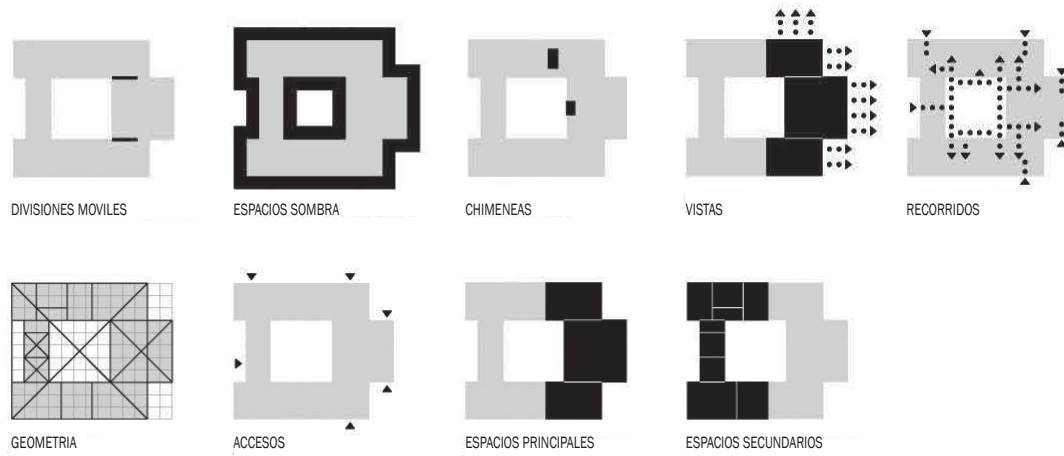 DIVISIONES MOVILES
ESPACIOS SOMBRA
CHIMENEAS
VISTAS
RECORRIDOS
GEOMETRIA
ACCESOS
ESPACIOS PRINCIPALES
ESPACIOS SECUNDARIOS